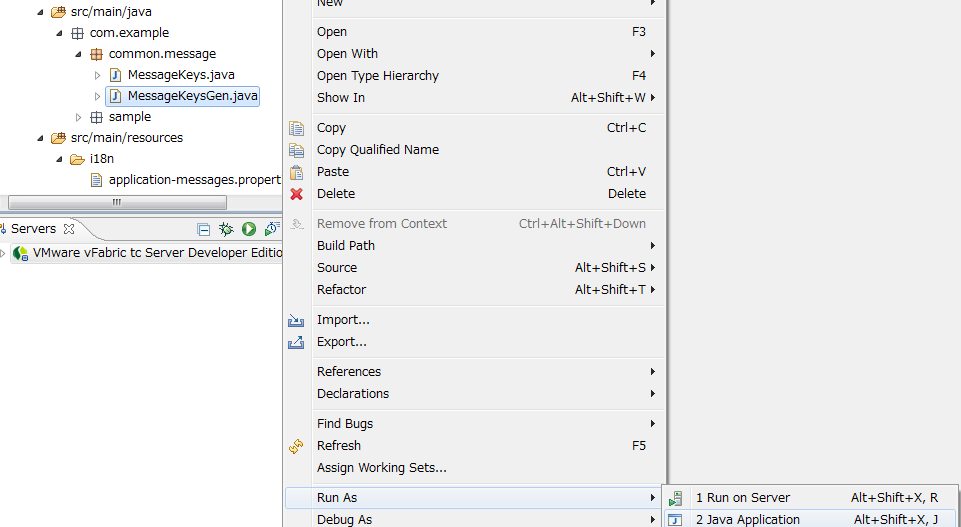 src/main/java
com.example
common.message
MessageKeys.java
MessageKeysGen.java
sample
src/main/resources
i18n
application-messages.propert
Servers
VMware vFabric tc Server Developer Editio
New
Open F3
Open With
Open Type Hierarchy F4
Show In Alt+Shift+W
Copy Ctrl+C
Copy Qualified Name
Paste Ctrl+V
Delete Delete
Remove from Context Ctrl+Alt+Shift+Down
Build Path
Source Alt+Shift+S
Refactor Alt+Shift+T
Import...
Export...
References
Declarations
Find Bugs
Refresh F5
Assign Working Sets...
Run As
Debug As
1 Run on Server Alt+Shift+X, R
2 Java Application Alt+Shift+X, J